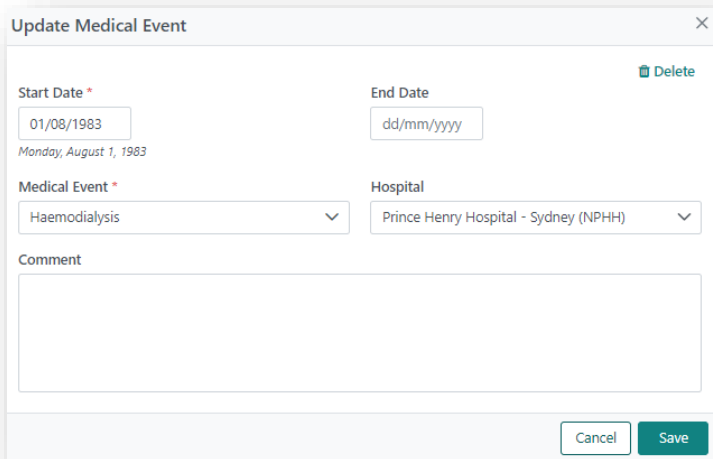 Update Medical Event
Delete
Start Date *
End Date
01/08/1983
dd/mm/yyyy
Monday, August 1, 1983
Medical Event *
Hospital
Haemodialysis
Prince Henry Hospital - Sydney (NPHH)
Comment
Cancel
Save